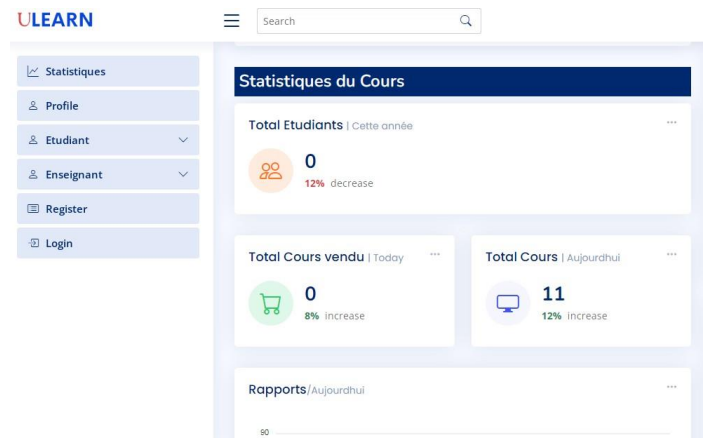 ULEARN
Search
Statistiques
Profile
Etudiant
Enseignant
Register
Login
Statistiques du Cours
Total Etudiants | Cette année
0
12% decrease
Total Cours vendu | Today
0
8% increase
Total Cours | Aujourdhui
11
12% increase
Rapports/Aujourdhui
90